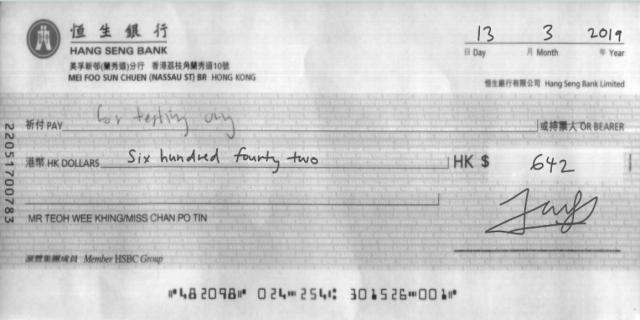 恒生銀行
HANG SENG BANK
美孚新邨(蘭秀道)分行 香港荔枝角蘭秀道10號
MEI FOO SUN CHUEN (NASSAU ST) BR HONG KONG
13 3 2019
日 Day 月 Month 年 Year
恒生銀行有限公司 Hang Seng Bank Limited
祈付 PAY for testing only 或持票人 OR BEARER
港幣 HK DOLLARS Six hundred fourty two HK $ 642
22051700783
MR TEOH WEE KHING/MISS CHAN PO TIN
滙豐集團成員 Member HSBC Group
⑈482098⑈ 024⑉254⑆ 301526⑉001⑈